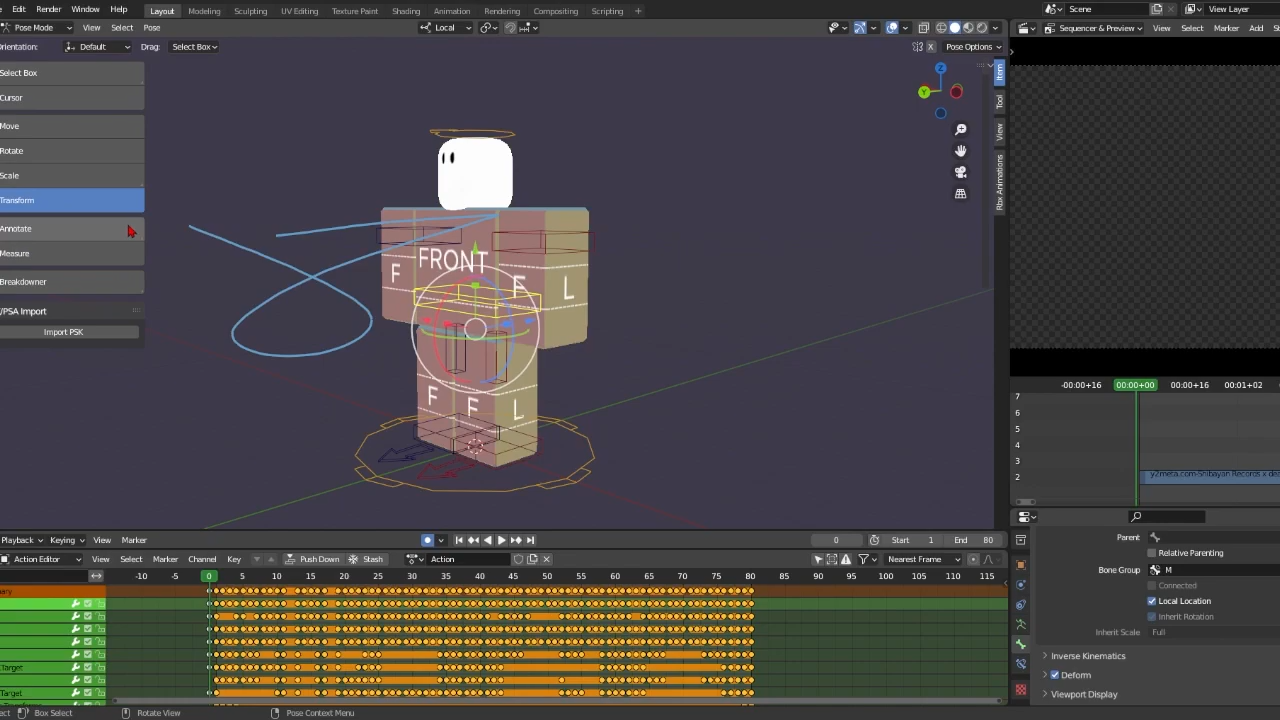 Edit Render Window Help Layout Modeling Sculpting UV Editing Texture Paint Shading Animation Rendering Compositing Scripting + Scene View Layer
Pose Mode View Select Pose Local Sequencer & Preview View Select Marker Add
Orientation: Default Drag: Select Box X Pose Options
Select Box
Cursor
Move
Rotate
Scale
Transform
Annotate
Measure
Breakdowner
/PSA Import
Import PSK
Item
Tool
View
Rbx Animations
Z
Y
FRONT
F F L
F F L
-00:00+16 00:00+00 00:00+16 00:01+02
7
6
5
4
3
2 y2meta.com-Shibayan Records x
Playback Keying View Marker 0 Start 1 End 80
Action Editor View Select Marker Channel Key Push Down Stash Action Nearest Frame
-10 -5 0 5 10 15 20 25 30 35 40 45 50 55 60 65 70 75 80 85 90 95 100 105 110 115
Target
Target
Parent
Relative Parenting
Bone Group M
Connected
Local Location
Inherit Rotation
Inherit Scale Full
Inverse Kinematics
Deform
Viewport Display
Box Select Rotate View Pose Context Menu